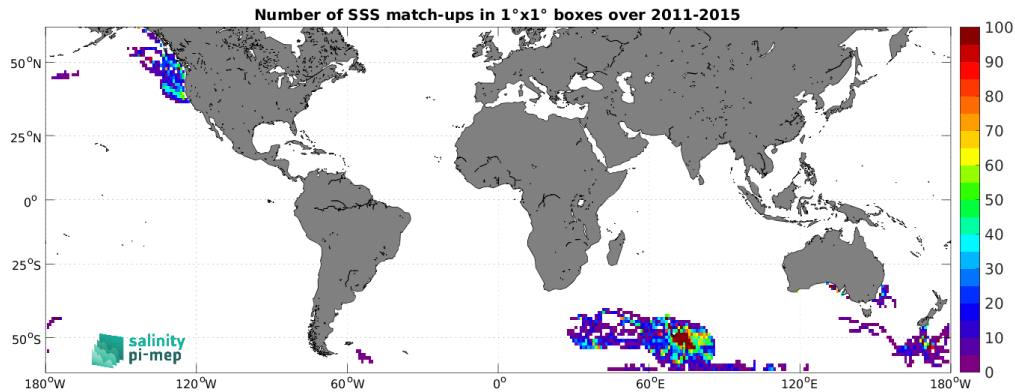 Number of SSS match-ups in 1°x1° boxes over 2011-2015
50°N
25°N
0°
25°S
50°S
salinity
pi-mep
180°W
120°W
60°W
0°
60°E
120°E
180°W
100
90
80
70
60
50
40
30
20
10
0